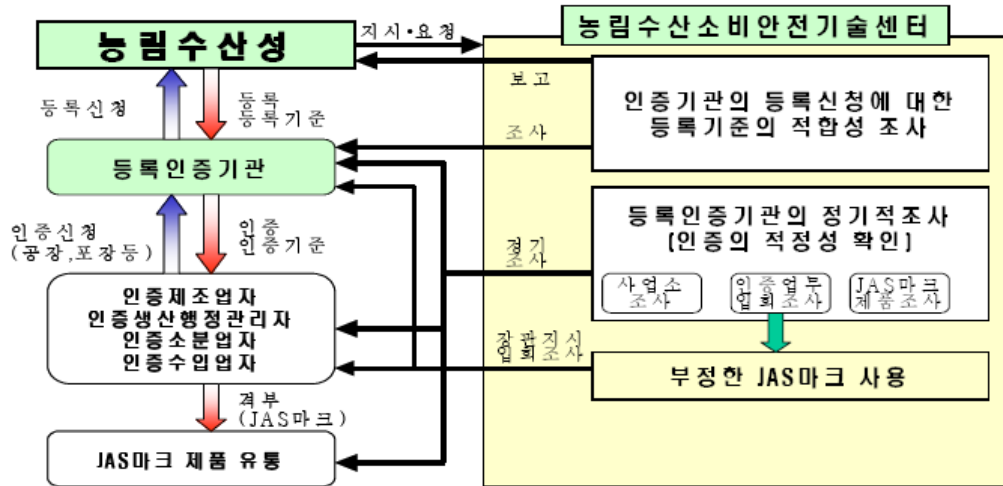 농림수산성
지시•요청
농림수산소비안전기술센터
보고
인증기관의 등록신청에 대한
등록기준의 적합성 조사
등록신청
등록
등록기준
조사
등록인증기관
등록인증기관의 정기적조사
(인증의 적정성 확인)
인증신청
(공장,포장등)
인증
인증기준
정기
조사
사업소
조사
인증업부
입회조사
JAS마크
제품조사
인증제조업자
인증생산행정관리자
인증소분업자
인증수입업자
장관지시
입회조사
부정한 JAS마크 사용
격부
(JAS마크)
JAS마크 제품 유통